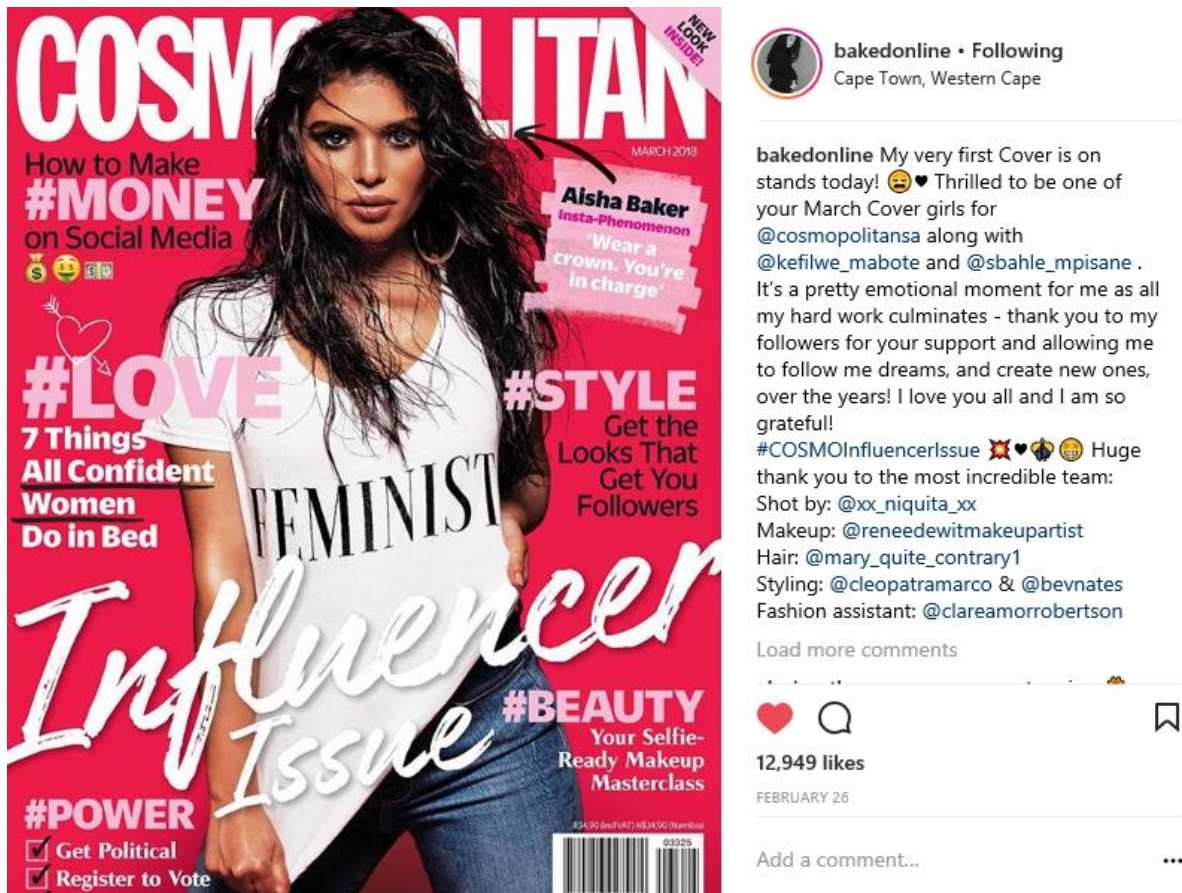 COSMOPOLITAN
NEW
LOOK
INSIDE!
MARCH 2018
How to Make
#MONEY
on Social Media
Aisha Baker
Insta-Phenomenon
'Wear a
crown. You're
in charge'
#LOVE
7 Things
All Confident
Women
Do in Bed
#STYLE
Get the
Looks That
Get You
Followers
FEMINIST
Influencer
Issue
#BEAUTY
Your Selfie-
Ready Makeup
Masterclass
#POWER
Get Political
Register to Vote
R34,90 (incl VAT) N$34,90 (Namibia)
03325
bakedonline • Following
Cape Town, Western Cape
bakedonline My very first Cover is on
stands today! 😩♥ Thrilled to be one of
your March Cover girls for
@cosmopolitansa along with
@kefilwe_mabote and @sbahle_mpisane .
It's a pretty emotional moment for me as all
my hard work culminates - thank you to my
followers for your support and allowing me
to follow me dreams, and create new ones,
over the years! I love you all and I am so
grateful!
#COSMOInfluencerIssue 💥♥ 😁 Huge
thank you to the most incredible team:
Shot by: @xx_niquita_xx
Makeup: @reneedewitmakeupartist
Hair: @mary_quite_contrary1
Styling: @cleopatramarco & @bevnates
Fashion assistant: @clareamorrobertson
Load more comments
12,949 likes
FEBRUARY 26
Add a comment...